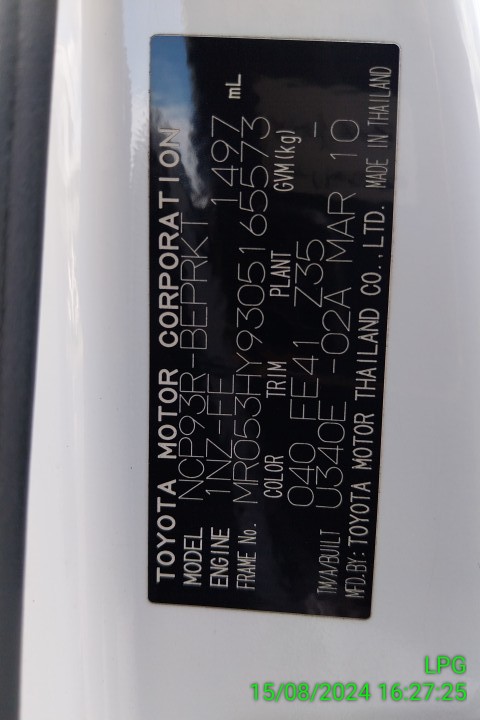 TOYOTA MOTOR CORPORATION
MODEL NCP93R-BEPRKT
ENGINE 1NZ-FE 1497 mL
FRAME No. MR053HY9305165573
COLOR TRIM PLANT GVM(kg)
040 FE41 Z35 -
TM/A/BUILT U340E -02A MAR 10
MFD.BY:TOYOTA MOTOR THAILAND CO.,LTD. MADE IN THAILAND
LPG
15/08/2024 16:27:25